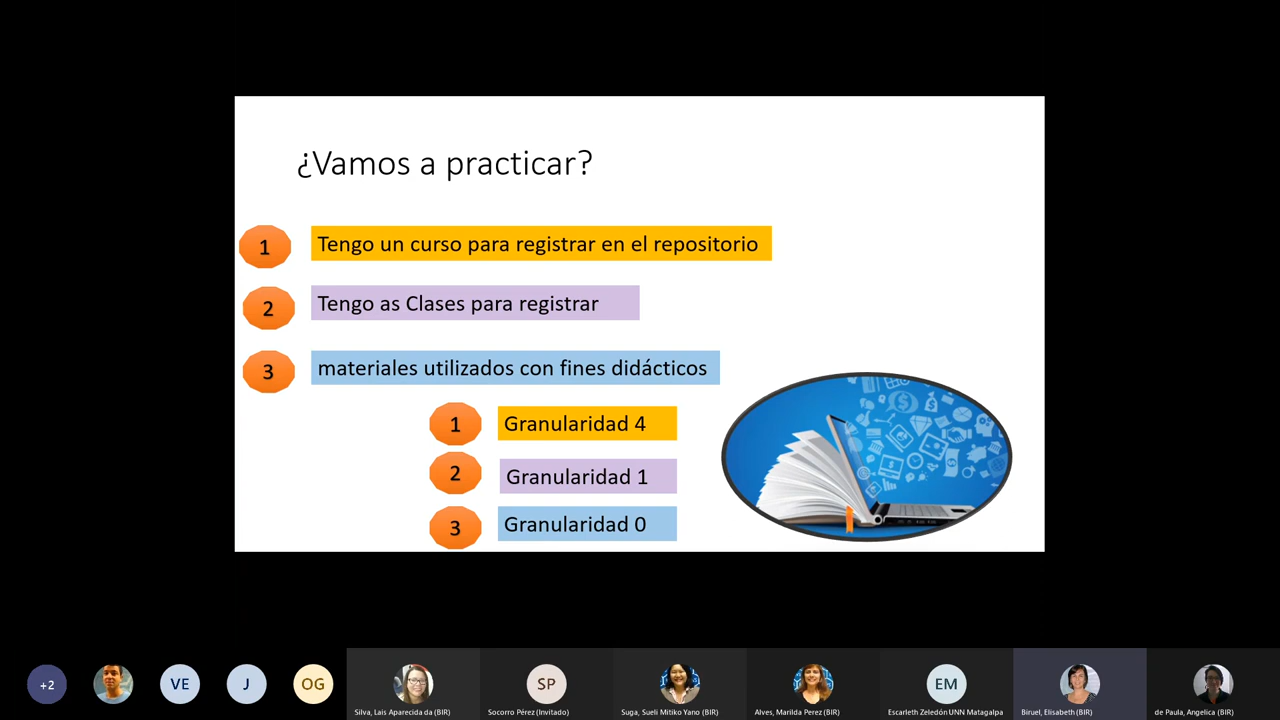 ¿Vamos a practicar?
1 Tengo un curso para registrar en el repositorio
2 Tengo as Clases para registrar
3 materiales utilizados con fines didácticos
1 Granularidad 4
2 Granularidad 1
3 Granularidad 0
+2
VE
J
OG
SP
EM
Silva, Lais Aparecida da (BIR)
Socorro Pérez (Invitado)
Suga, Sueli Mitiko Yano (BIR)
Alves, Marilda Perez (BIR)
Escarleth Zeledón UNN Matagalpa
Biruel, Elisabeth (BIR)
de Paula, Angelica (BIR)